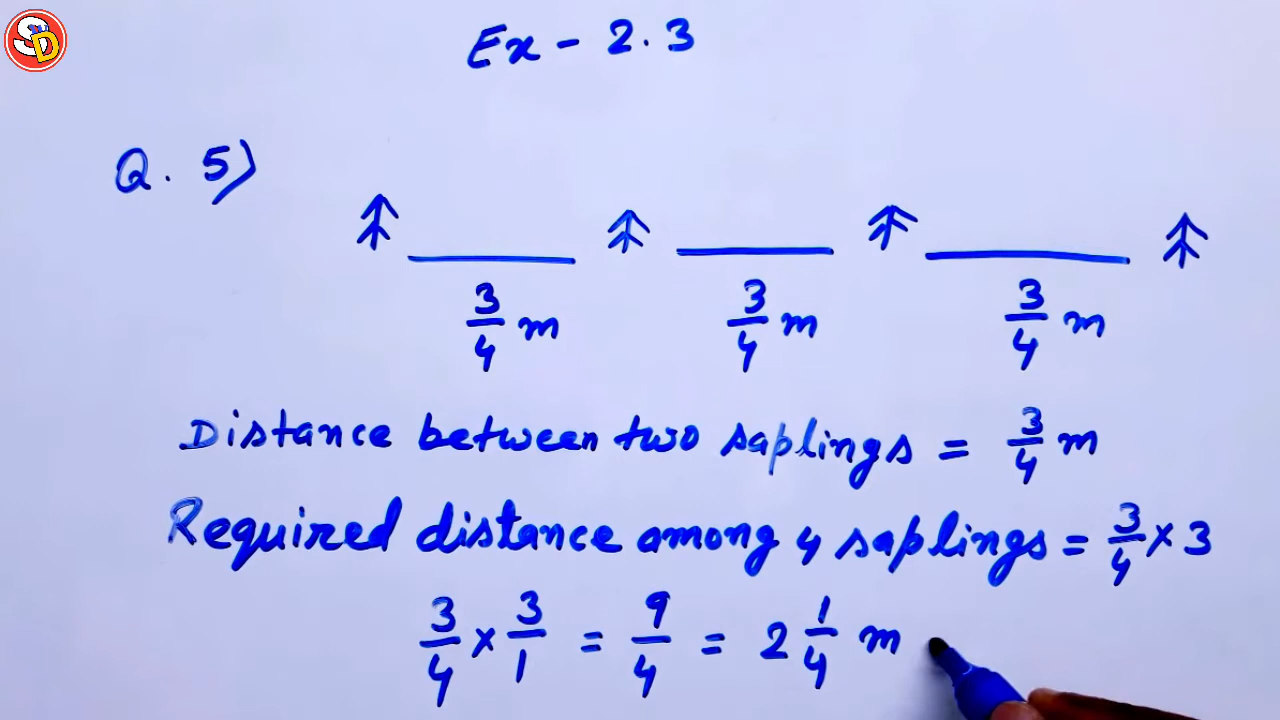 SD
Ex - 2.3
Q. 5)
3/4 m 3/4 m 3/4 m
Distance between two saplings = 3/4 m
Required distance among 4 saplings = 3/4 × 3
3/4 × 3/1 = 9/4 = 2 1/4 m